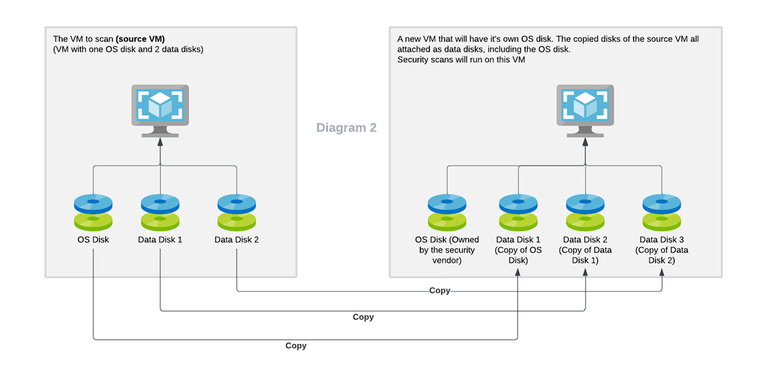 The VM to scan (source VM)
(VM with one OS disk and 2 data disks)
A new VM that will have it's own OS disk. The copied disks of the source VM all
attached as data disks, including the OS disk.
Security scans will run on this VM
Diagram 2
OS Disk
Data Disk 1
Data Disk 2
OS Disk (Owned
by the security
vendor)
Data Disk 1
(Copy of OS
Disk)
Data Disk 2
(Copy of Data
Disk 1)
Data Disk 3
(Copy of Data
Disk 2)
Copy
Copy
Copy